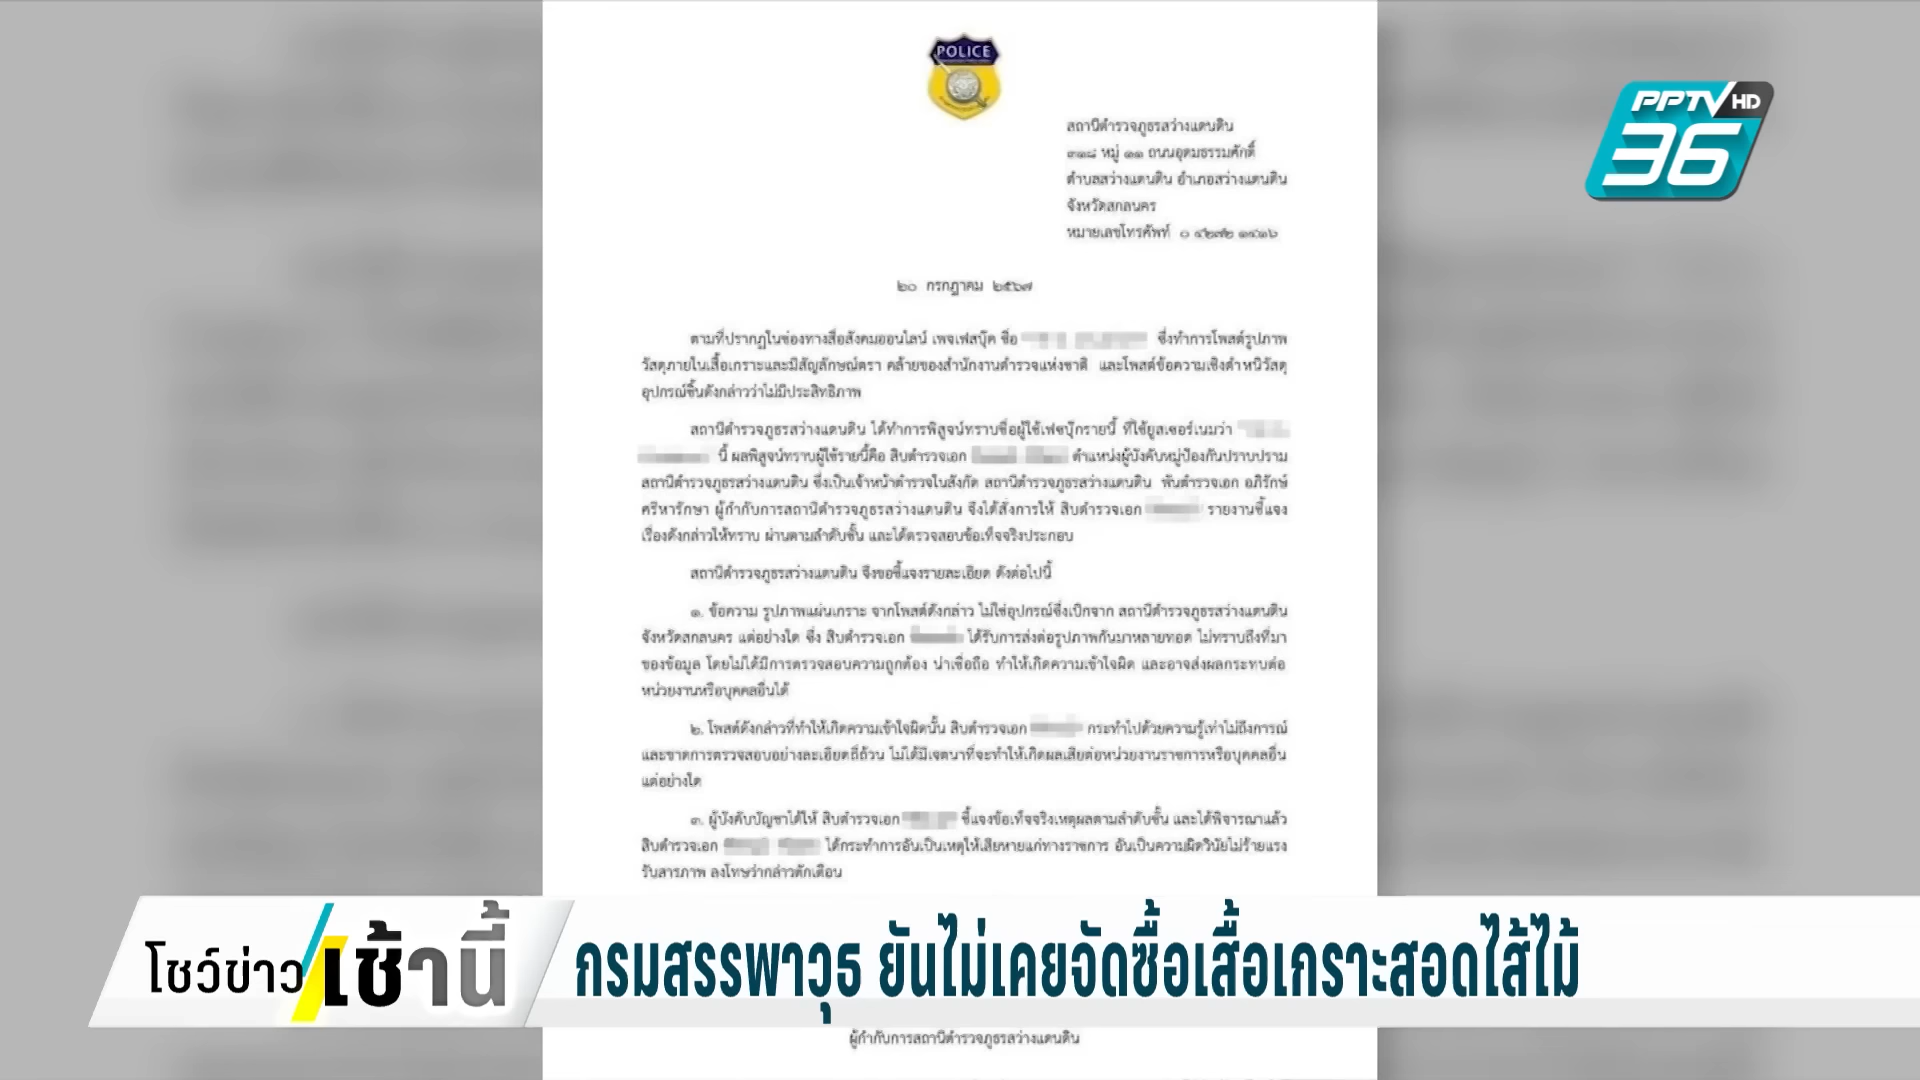 POLICE
PPTV HD
36
สถานีตำรวจภูธรสว่างแดนดิน
๓๑๘ หมู่ ๑๑ ถนนอุดมธรรมศักดิ์
ตำบลสว่างแดนดิน อำเภอสว่างแดนดิน
จังหวัดสกลนคร
หมายเลขโทรศัพท์ ๐ ๔๒๗๒ ๑๔๑๖
๒๐ กรกฎาคม ๒๕๖๗
ตามที่ปรากฏในช่องทางสื่อสังคมออนไลน์ เพจเฟสบุ๊ค ชื่อ ซึ่งทำการโพสต์รูปภาพ
วัสดุภายในเสื้อเกราะและมีสัญลักษณ์ตรา คล้ายของสำนักงานตำรวจแห่งชาติ และโพสต์ข้อความเชิงตำหนิวัสดุ
อุปกรณ์ชิ้นดังกล่าวว่าไม่มีประสิทธิภาพ
สถานีตำรวจภูธรสว่างแดนดิน ได้ทำการพิสูจน์ทราบชื่อผู้ใช้เฟซบุ๊กรายนี้ ที่ใช้ยูสเซอร์เนมว่า
นี้ ผลพิสูจน์ทราบผู้ใช้รายนี้คือ สิบตำรวจเอก ตำแหน่งผู้บังคับหมู่ป้องกันปราบปราม
สถานีตำรวจภูธรสว่างแดนดิน ซึ่งเป็นเจ้าหน้าตำรวจในสังกัด สถานีตำรวจภูธรสว่างแดนดิน พันตำรวจเอก อภิรักษ์
ศรีหารักษา ผู้กำกับการสถานีตำรวจภูธรสว่างแดนดิน จึงได้สั่งการให้ สิบตำรวจเอก รายงานชี้แจง
เรื่องดังกล่าวให้ทราบ ผ่านตามลำดับชั้น และได้ตรวจสอบข้อเท็จจริงประกอบ
สถานีตำรวจภูธรสว่างแดนดิน จึงขอชี้แจงรายละเอียด ดังต่อไปนี้
๑. ข้อความ รูปภาพแผ่นเกราะ จากโพสต์ดังกล่าว ไม่ใช่อุปกรณ์ซึ่งเบิกจาก สถานีตำรวจภูธรสว่างแดนดิน
จังหวัดสกลนคร แต่อย่างใด ซึ่ง สิบตำรวจเอก ได้รับการส่งต่อรูปภาพกันมาหลายทอด ไม่ทราบถึงที่มา
ของข้อมูล โดยไม่ได้มีการตรวจสอบความถูกต้อง น่าเชื่อถือ ทำให้เกิดความเข้าใจผิด และอาจส่งผลกระทบต่อ
หน่วยงานหรือบุคคลอื่นได้
๒. โพสต์ดังกล่าวที่ทำให้เกิดความเข้าใจผิดนั้น สิบตำรวจเอก กระทำไปด้วยความรู้เท่าไม่ถึงการณ์
และขาดการตรวจสอบอย่างละเอียดถี่ถ้วน ไม่ได้มีเจตนาที่จะทำให้เกิดผลเสียต่อหน่วยงานราชการหรือบุคคลอื่น
แต่อย่างใด
๓. ผู้บังคับบัญชาได้ให้ สิบตำรวจเอก ชี้แจงข้อเท็จจริงเหตุผลตามลำดับชั้น และได้พิจารณาแล้ว
สิบตำรวจเอก ได้กระทำการอันเป็นเหตุให้เสียหายแก่ทางราชการ อันเป็นความผิดวินัยไม่ร้ายแรง
รับสารภาพ ลงโทษว่ากล่าวตักเตือน
โชว์ข่าวเช้านี้
กรมสรรพาวุธ ยันไม่เคยจัดซื้อเสื้อเกราะสอดไส้ไม้
ผู้กำกับการสถานีตำรวจภูธรสว่างแดนดิน